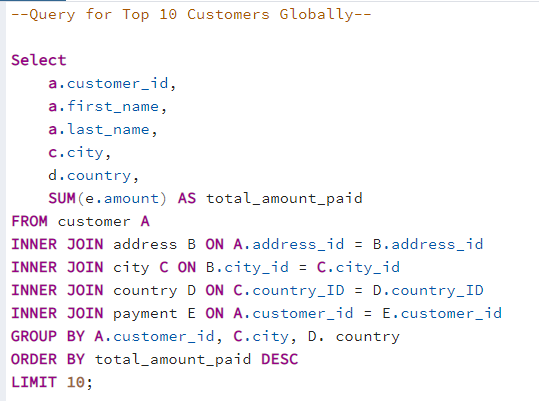 --Query for Top 10 Customers Globally--
Select
a.customer_id,
a.first_name,
a.last_name,
c.city,
d.country,
SUM(e.amount) AS total_amount_paid
FROM customer A
INNER JOIN address B ON A.address_id = B.address_id
INNER JOIN city C ON B.city_id = C.city_id
INNER JOIN country D ON C.country_ID = D.country_ID
INNER JOIN payment E ON A.customer_id = E.customer_id
GROUP BY A.customer_id, C.city, D. country
ORDER BY total_amount_paid DESC
LIMIT 10;